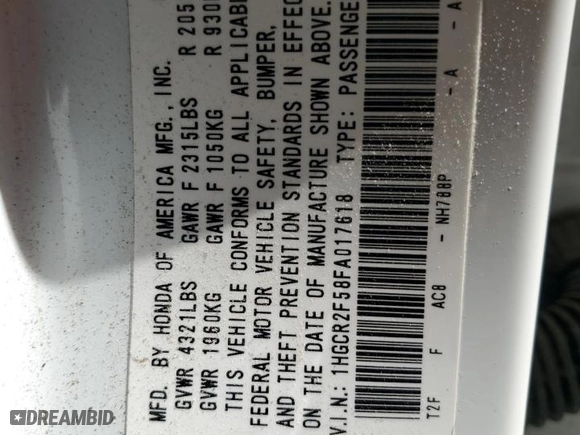 MFD. BY HONDA OF AMERICA MFG., INC.
GVWR 4321LBS GAWR F 2315LBS R 205
GVWR 1960KG GAWR F 1050KG R 930
THIS VEHICLE CONFORMS TO ALL APPLICABL
FEDERAL MOTOR VEHICLE SAFETY, BUMPER,
AND THEFT PREVENTION STANDARDS IN EFFEC
ON THE DATE OF MANUFACTURE SHOWN ABOVE.
V.I.N.: 1HGCR2F58FA017618 TYPE: PASSENGE
T2F F AC8 - NH788P - A - A
DREAMBID